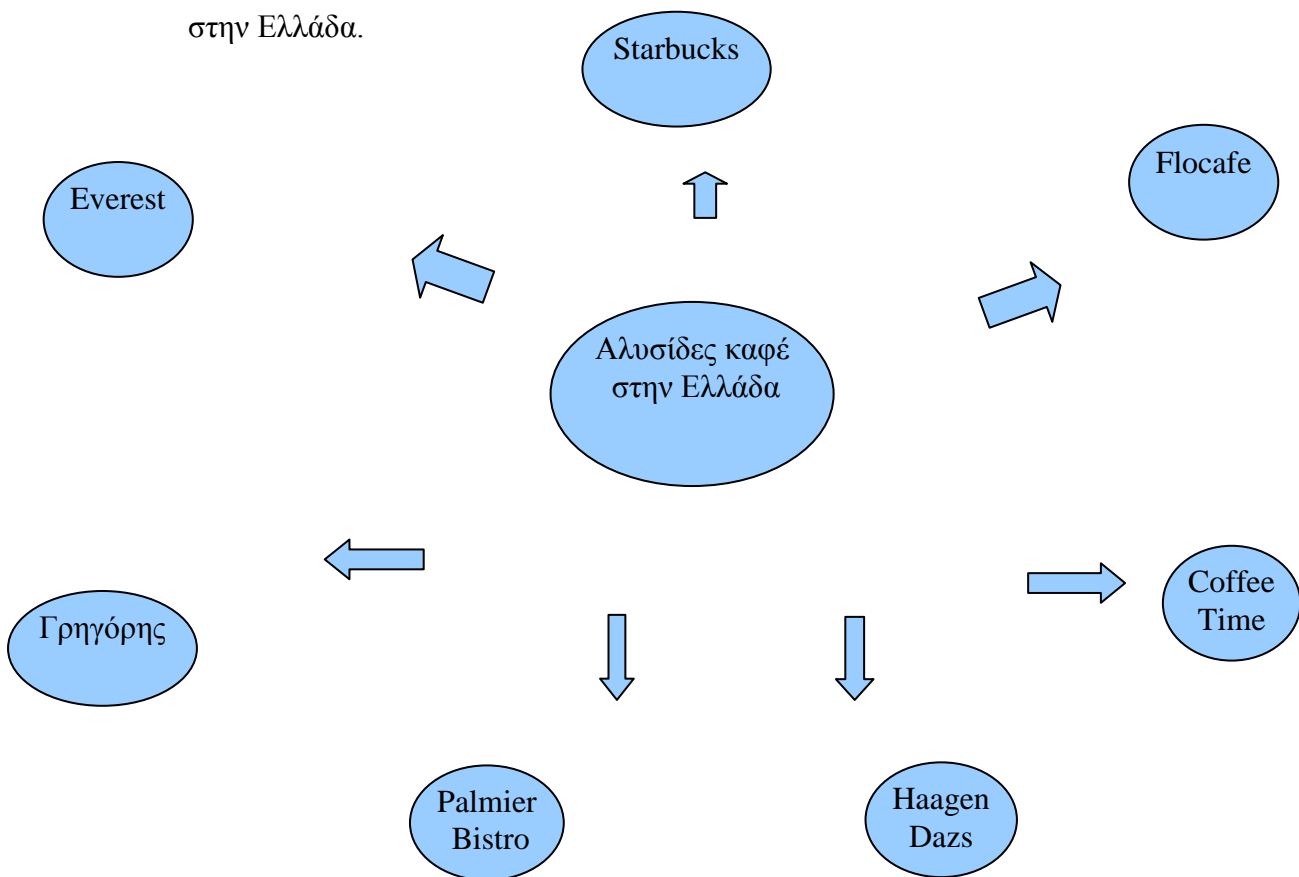 στην Ελλάδα.
Starbucks
Flocafe
Everest
Αλυσίδες καφέ
στην Ελλάδα
Coffee
Time
Γρηγόρης
Palmier
Bistro
Haagen
Dazs